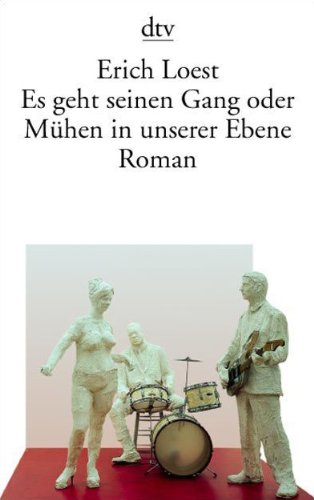 dtv
Erich Loest
Es geht seinen Gang oder
Mühen in unserer Ebene
Roman